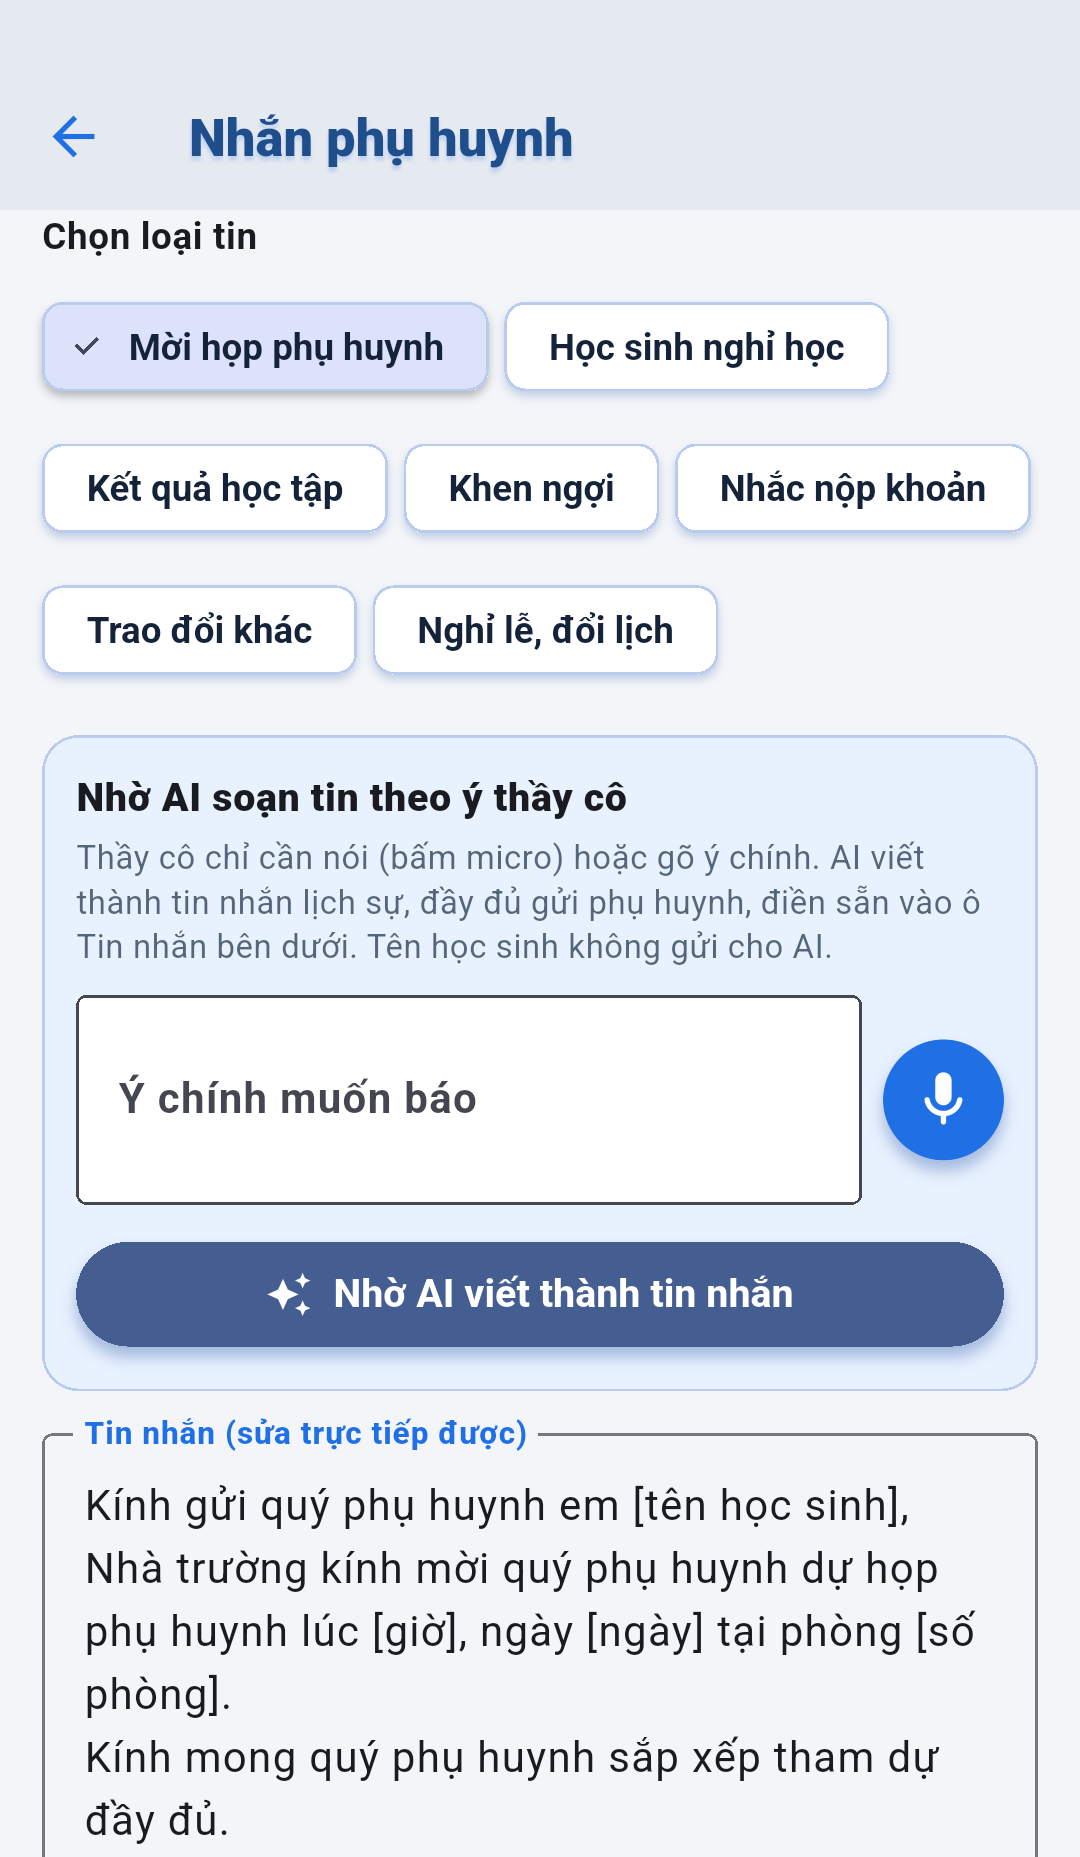 Nhắn phụ huynh
Chọn loại tin
Mời họp phụ huynh
Học sinh nghỉ học
Kết quả học tập
Khen ngợi
Nhắc nộp khoản
Trao đổi khác
Nghỉ lễ, đổi lịch
Nhờ AI soạn tin theo ý thầy cô
Thầy cô chỉ cần nói (bấm micro) hoặc gõ ý chính. AI viết
thành tin nhắn lịch sự, đầy đủ gửi phụ huynh, điền sẵn vào ô
Tin nhắn bên dưới. Tên học sinh không gửi cho AI.
Ý chính muốn báo
Nhờ AI viết thành tin nhắn
Tin nhắn (sửa trực tiếp được)
Kính gửi quý phụ huynh em [tên học sinh],
Nhà trường kính mời quý phụ huynh dự họp
phụ huynh lúc [giờ], ngày [ngày] tại phòng [số
phòng].
Kính mong quý phụ huynh sắp xếp tham dự
đầy đủ.